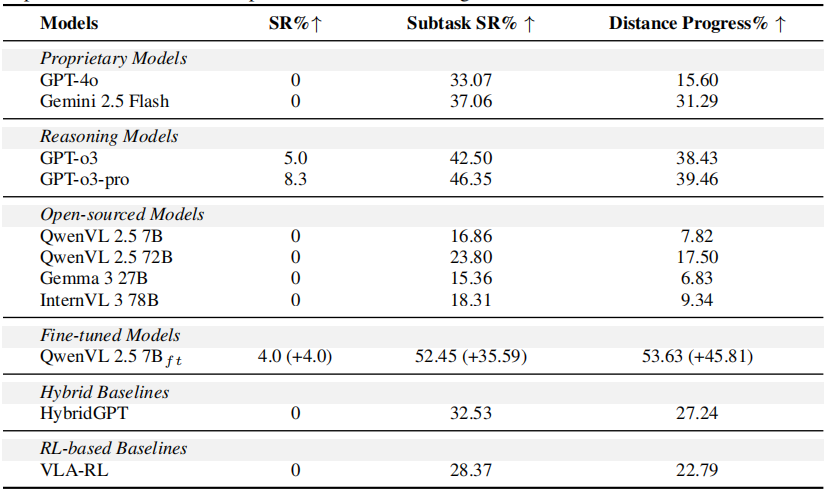 Models SR%↑ Subtask SR% ↑ Distance Progress% ↑
Proprietary Models
GPT-4o 0 33.07 15.60
Gemini 2.5 Flash 0 37.06 31.29
Reasoning Models
GPT-o3 5.0 42.50 38.43
GPT-o3-pro 8.3 46.35 39.46
Open-sourced Models
QwenVL 2.5 7B 0 16.86 7.82
QwenVL 2.5 72B 0 23.80 17.50
Gemma 3 27B 0 15.36 6.83
InternVL 3 78B 0 18.31 9.34
Fine-tuned Models
QwenVL 2.5 7B ft 4.0 (+4.0) 52.45 (+35.59) 53.63 (+45.81)
Hybrid Baselines
HybridGPT 0 32.53 27.24
RL-based Baselines
VLA-RL 0 28.37 22.79